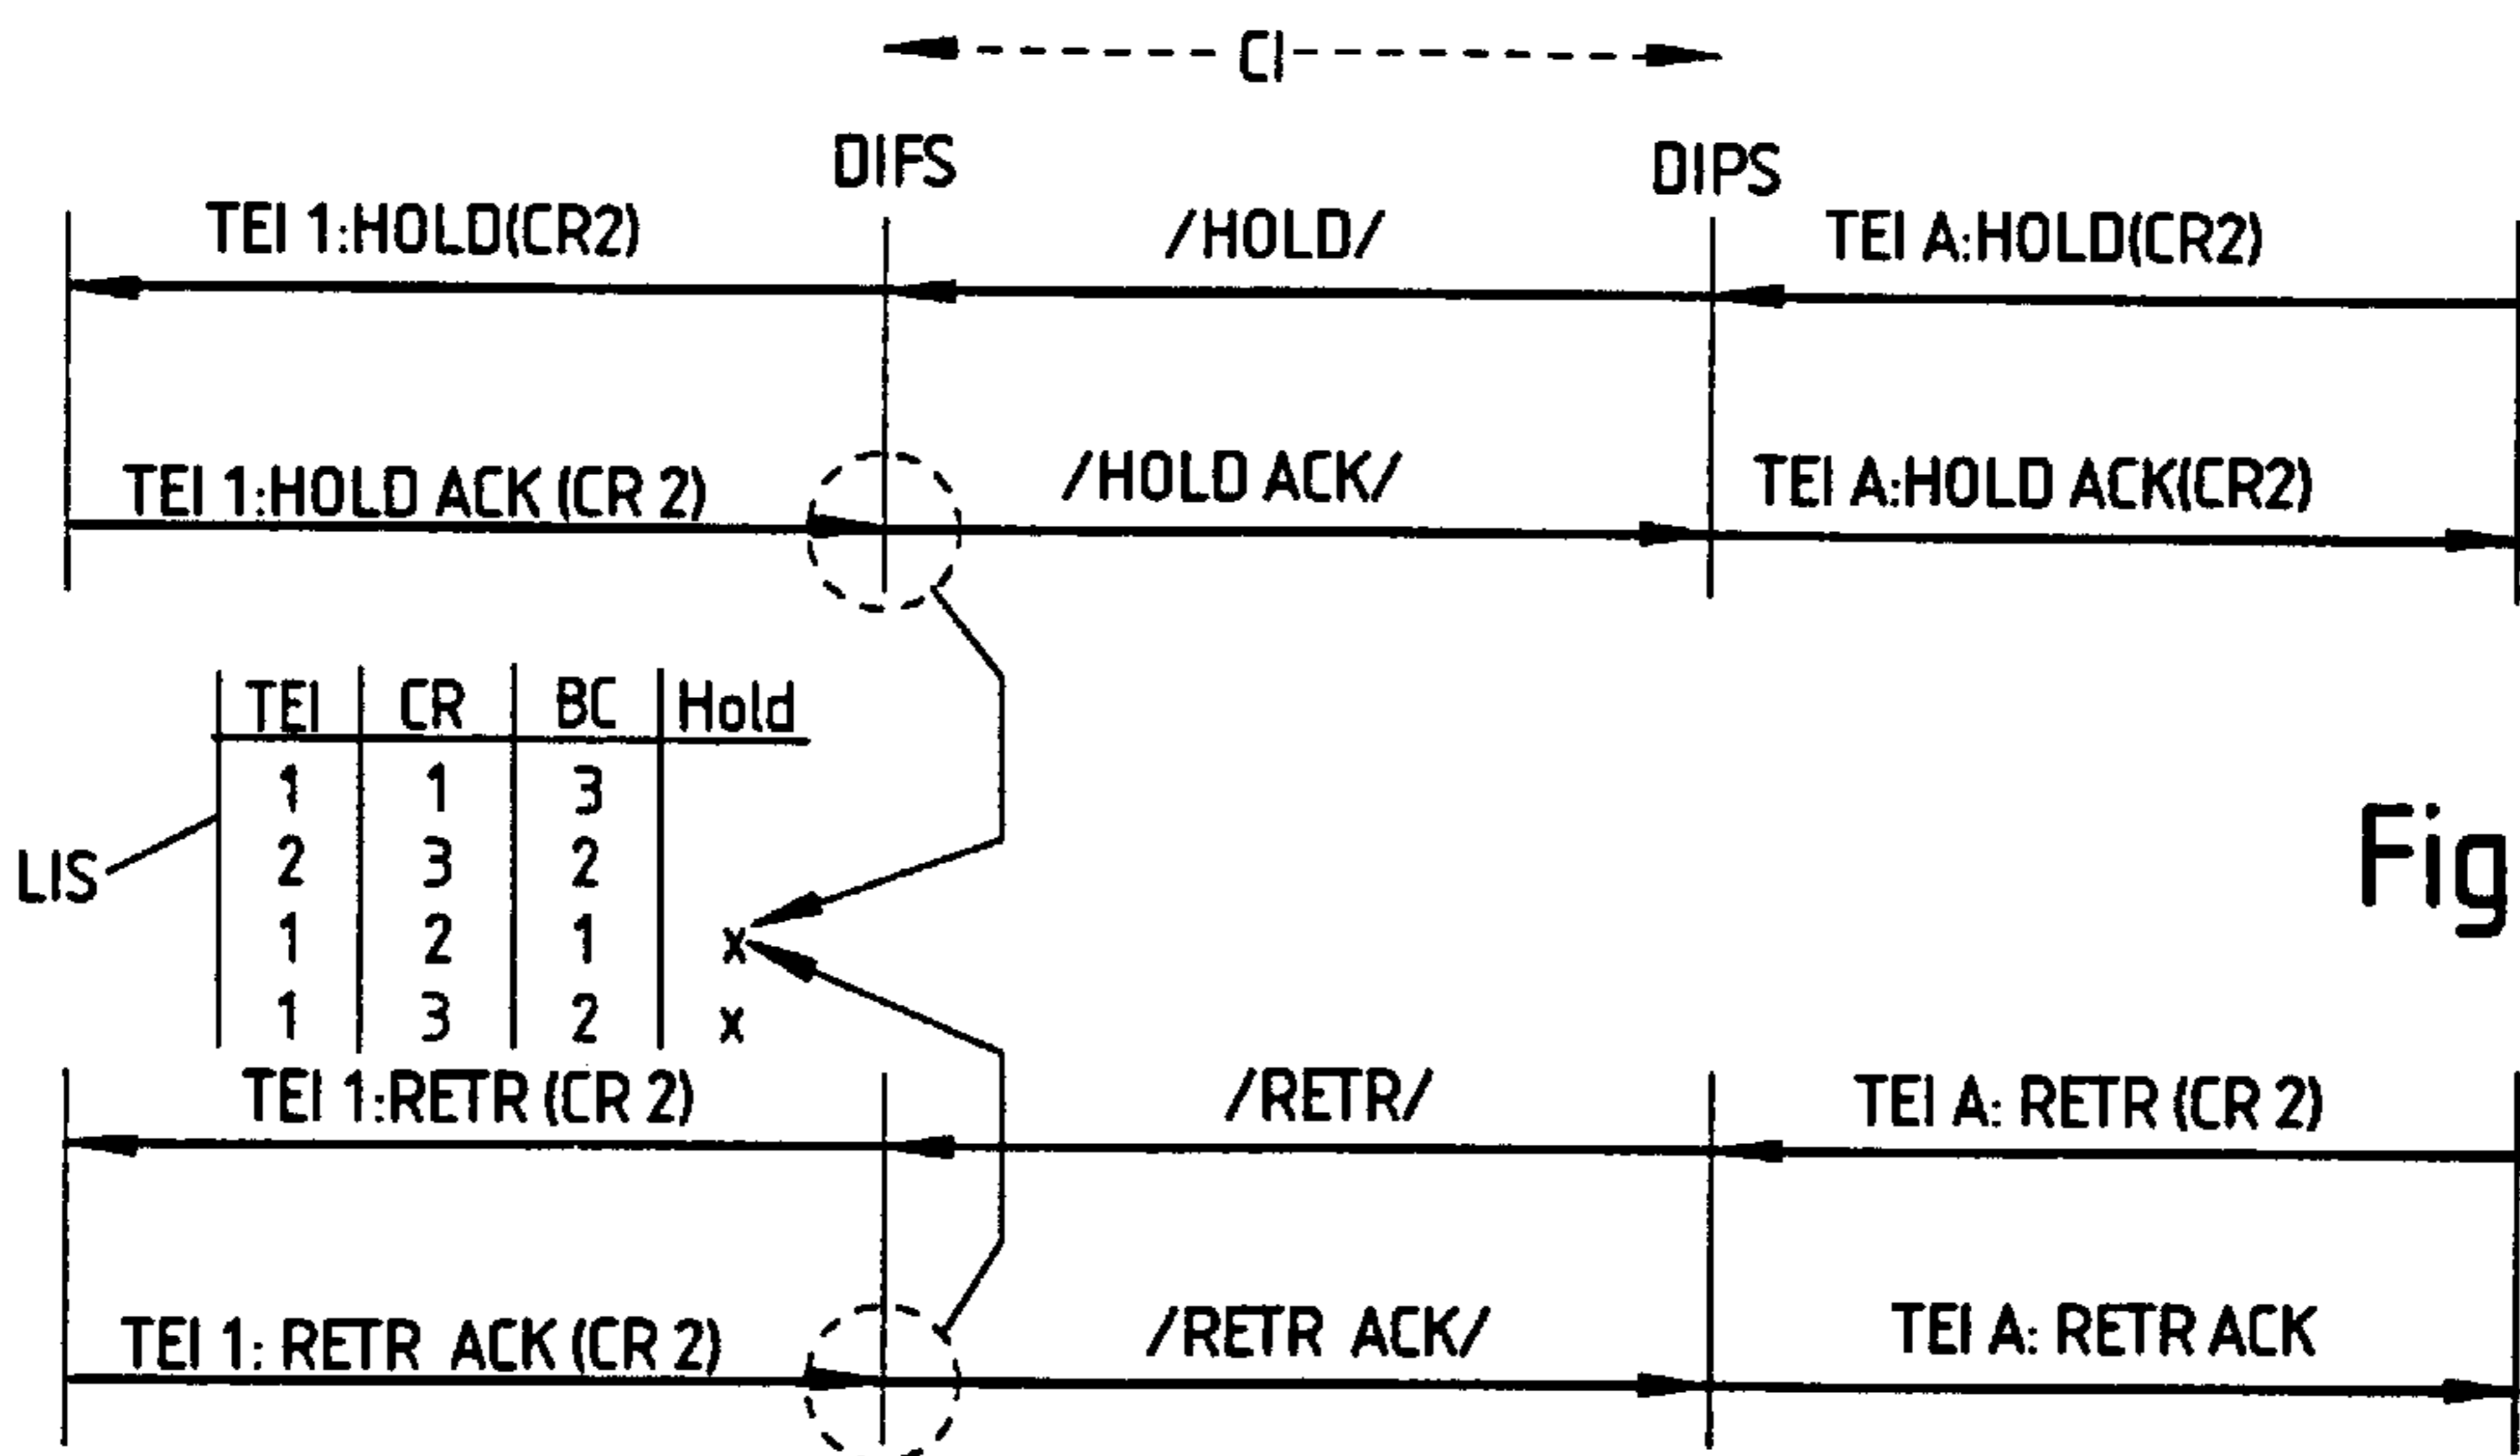 CI
DIFS
DIPS
TEI 1:HOLD(CR2)
/HOLD/
TEI A:HOLD(CR2)
TEI 1:HOLD ACK (CR 2)
/HOLD ACK/
TEI A:HOLD ACK(CR2)
TEI CR BC Hold
1 1 3
2 3 2
1 2 1 x
1 3 2 x
LIS
Fig
TEI 1:RETR (CR 2)
/RETR/
TEI A: RETR (CR 2)
TEI 1: RETR ACK (CR 2)
/RETR ACK/
TEI A: RETR ACK